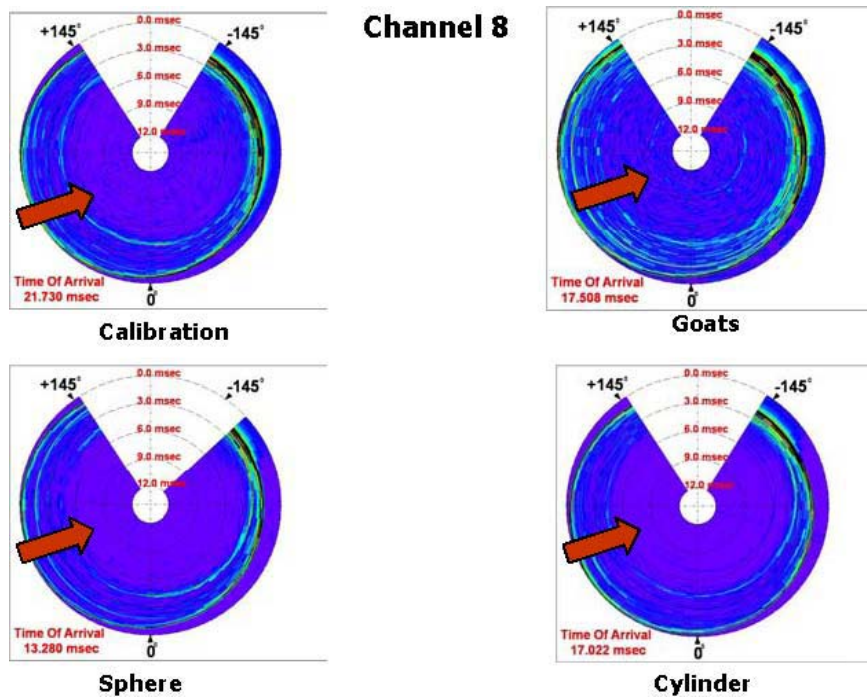 Channel 8
+145°
-145°
0.0 msec
3.0 msec
6.0 msec
9.0 msec
12.0 msec
Time Of Arrival
21.730 msec
0°
Calibration
+145°
-145°
0.0 msec
3.0 msec
6.0 msec
9.0 msec
12.0 msec
Time Of Arrival
17.508 msec
0°
Goats
+145°
-145°
0.0 msec
3.0 msec
6.0 msec
9.0 msec
12.0 msec
Time Of Arrival
13.280 msec
0°
Sphere
+145°
-145°
0.0 msec
3.0 msec
6.0 msec
9.0 msec
12.0 msec
Time Of Arrival
17.022 msec
0°
Cylinder